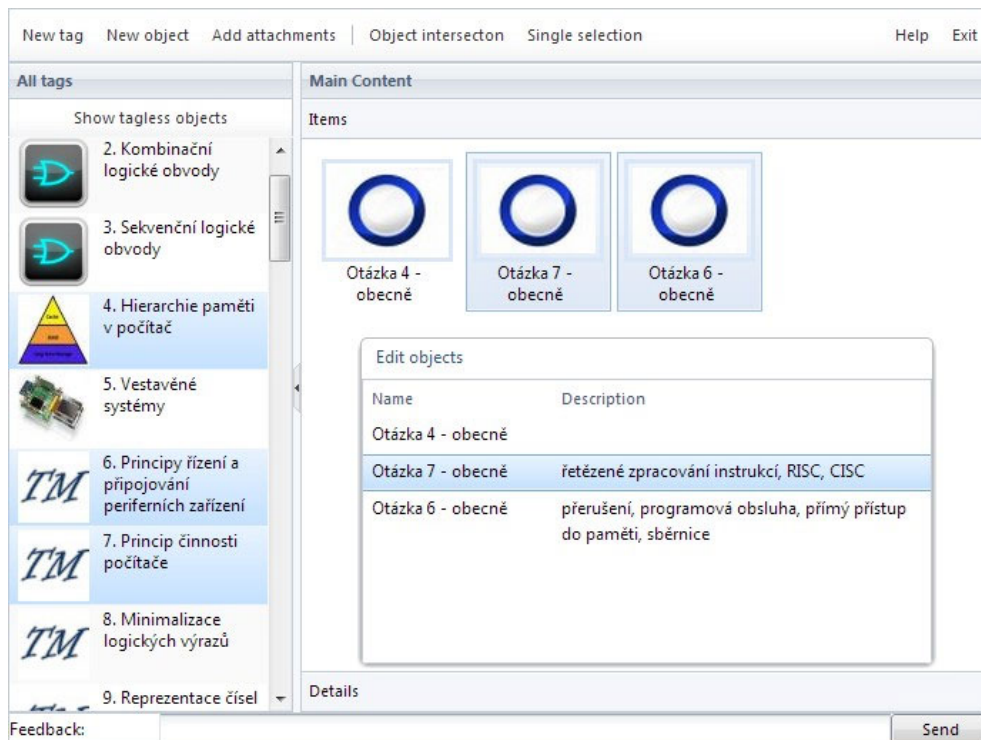 New tag New object Add attachments Object intersecton Single selection Help Exit
All tags
Show tagless objects
2. Kombinační
logické obvody
3. Sekvenční logické
obvody
4. Hierarchie paměti
v počítač
5. Vestavěné
systémy
TM
6. Principy řízení a
připojování
periferních zařízení
TM
7. Princip činnosti
počítače
TM
8. Minimalizace
logických výrazů
9. Reprezentace čísel
Main Content
Items
Otázka 4 -
obecně
Otázka 7 -
obecně
Otázka 6 -
obecně
Edit objects
Name Description
Otázka 4 - obecně
Otázka 7 - obecně řetězené zpracování instrukcí, RISC, CISC
Otázka 6 - obecně přerušení, programová obsluha, přímý přístup
do paměti, sběrnice
Details
Feedback: Send